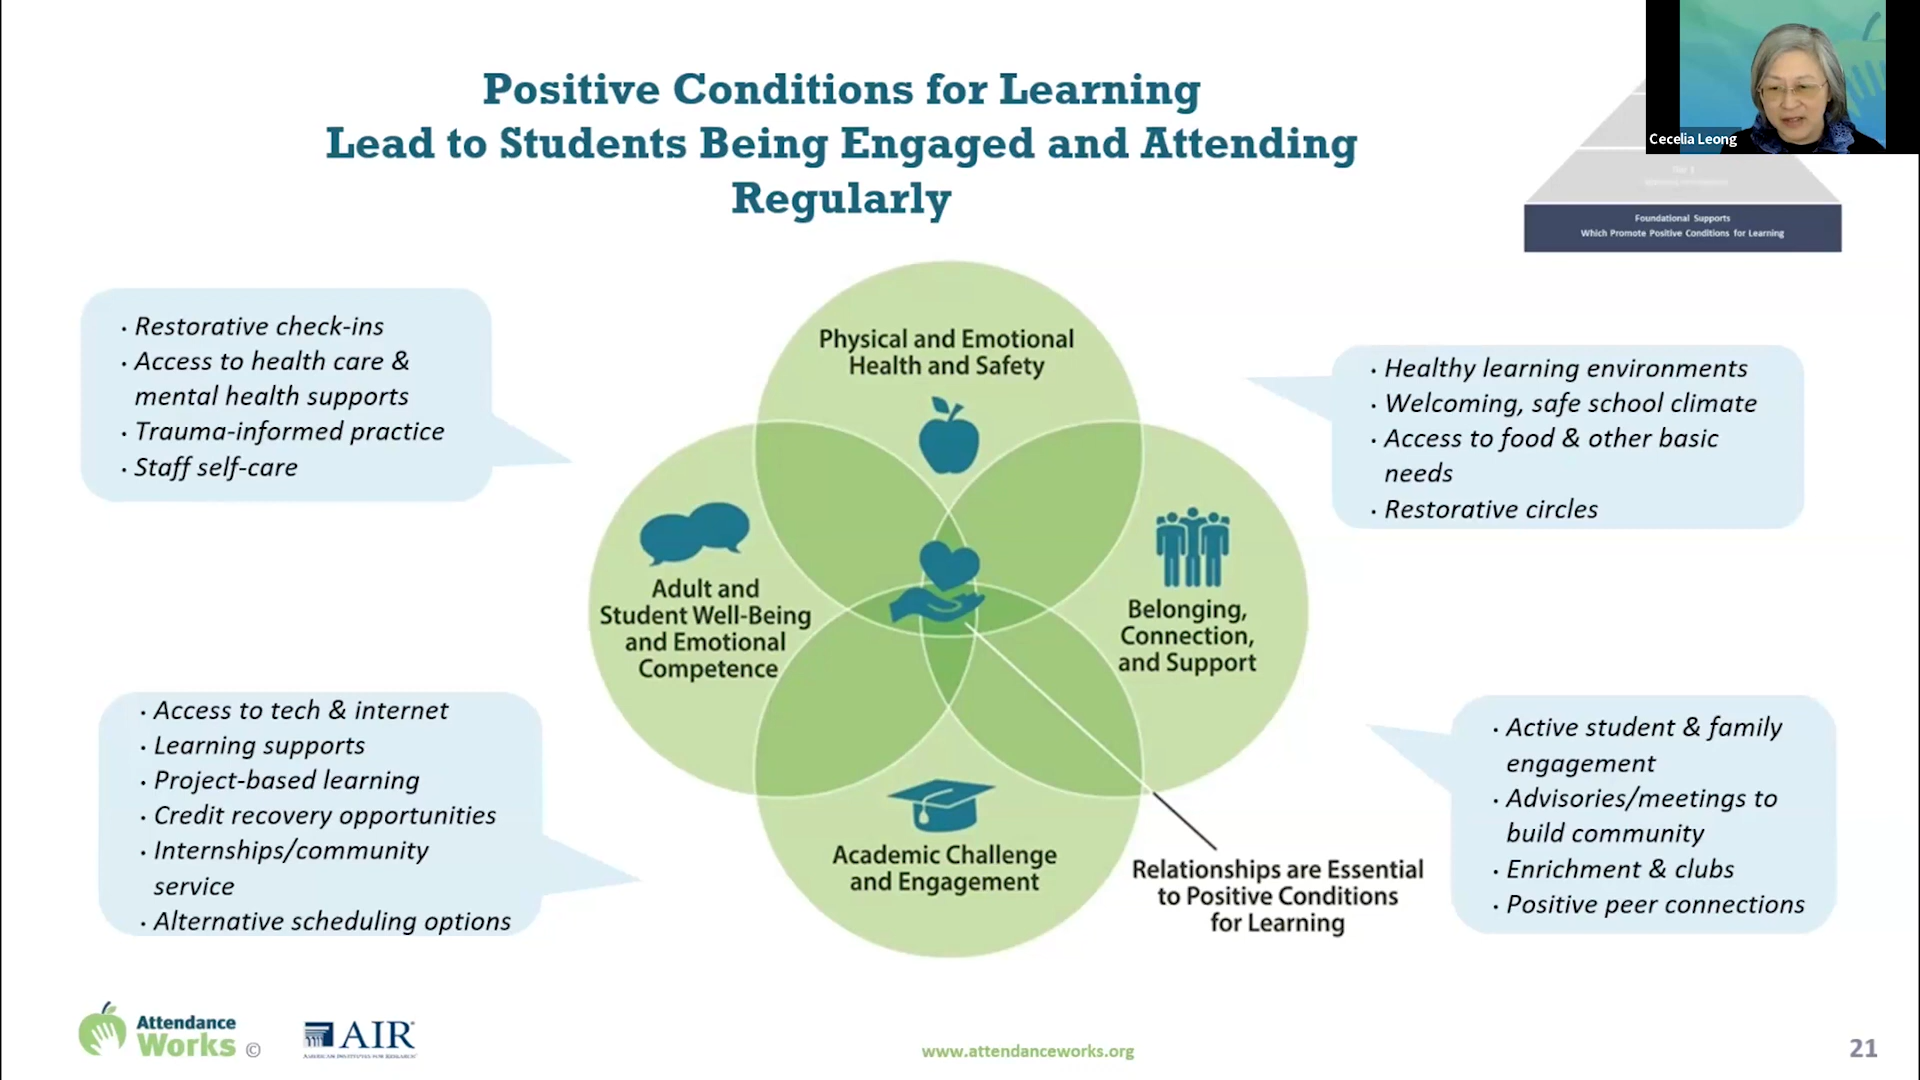 Positive Conditions for Learning
Lead to Students Being Engaged and Attending
Regularly
Cecelia Leong
Foundational Supports
Which Promote Positive Conditions for Learning
· Restorative check-ins
· Access to health care &
mental health supports
· Trauma-informed practice
· Staff self-care
Physical and Emotional
Health and Safety
· Healthy learning environments
· Welcoming, safe school climate
· Access to food & other basic
needs
· Restorative circles
Adult and
Student Well-Being
and Emotional
Competence
Belonging,
Connection,
and Support
· Access to tech & internet
· Learning supports
· Project-based learning
· Credit recovery opportunities
· Internships/community
service
· Alternative scheduling options
Academic Challenge
and Engagement
Relationships are Essential
to Positive Conditions
for Learning
· Active student & family
engagement
· Advisories/meetings to
build community
· Enrichment & clubs
· Positive peer connections
Attendance
Works ©
AIR®
AMERICAN INSTITUTES FOR RESEARCH®
www.attendanceworks.org
21